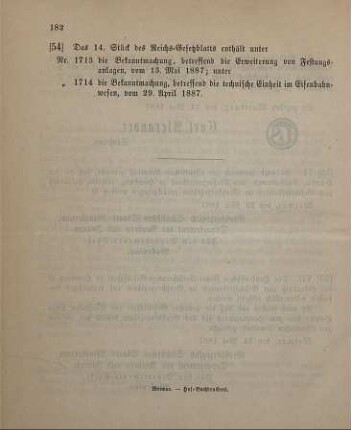 182
[54] Das 14. Stück des Reichs-Gesetzblatts enthält unter
Nr. 1713 die Bekanntmachung, betreffend die Erweiterung von Festungs-
anlagen, vom 13. Mai 1887; unter
„ 1714 die Bekanntmachung, betreffend die technische Einheit im Eisenbahn-
wesen, vom 29. April 1887.
Weimar. — Hof-Buchdruckerei.